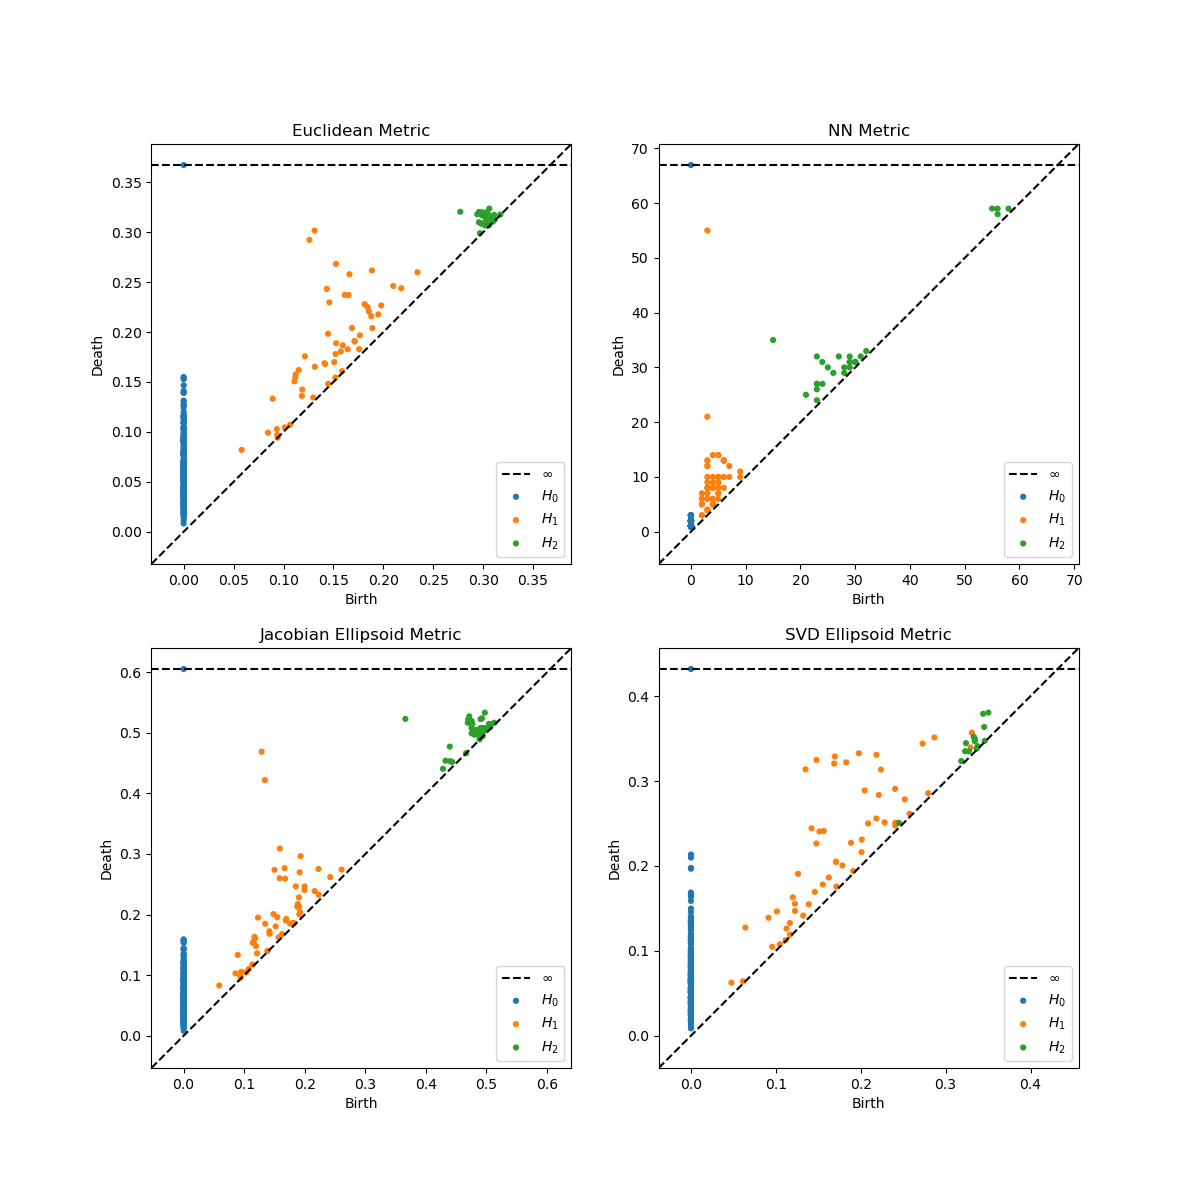 Euclidean Metric
0.35
0.30
0.25
0.20
0.15
0.10
0.05
0.00
Death
0.00 0.05 0.10 0.15 0.20 0.25 0.30 0.35
Birth
∞
H0
H1
H2
NN Metric
70
60
50
40
30
20
10
0
Death
0 10 20 30 40 50 60 70
Birth
∞
H0
H1
H2
Jacobian Ellipsoid Metric
0.6
0.5
0.4
0.3
0.2
0.1
0.0
Death
0.0 0.1 0.2 0.3 0.4 0.5 0.6
Birth
∞
H0
H1
H2
SVD Ellipsoid Metric
0.4
0.3
0.2
0.1
0.0
Death
0.0 0.1 0.2 0.3 0.4
Birth
∞
H0
H1
H2